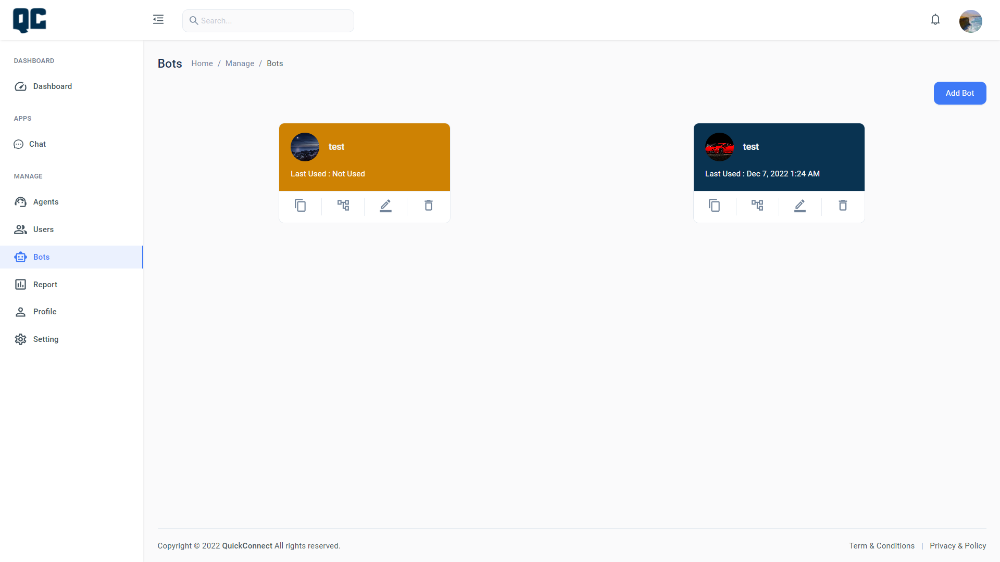 QC
Search...
DASHBOARD
Dashboard
APPS
Chat
MANAGE
Agents
Users
Bots
Report
Profile
Setting
Bots Home / Manage / Bots
Add Bot
test
Last Used : Not Used
test
Last Used : Dec 7, 2022 1:24 AM
Copyright © 2022 QuickConnect All rights reserved.
Term & Conditions | Privacy & Policy